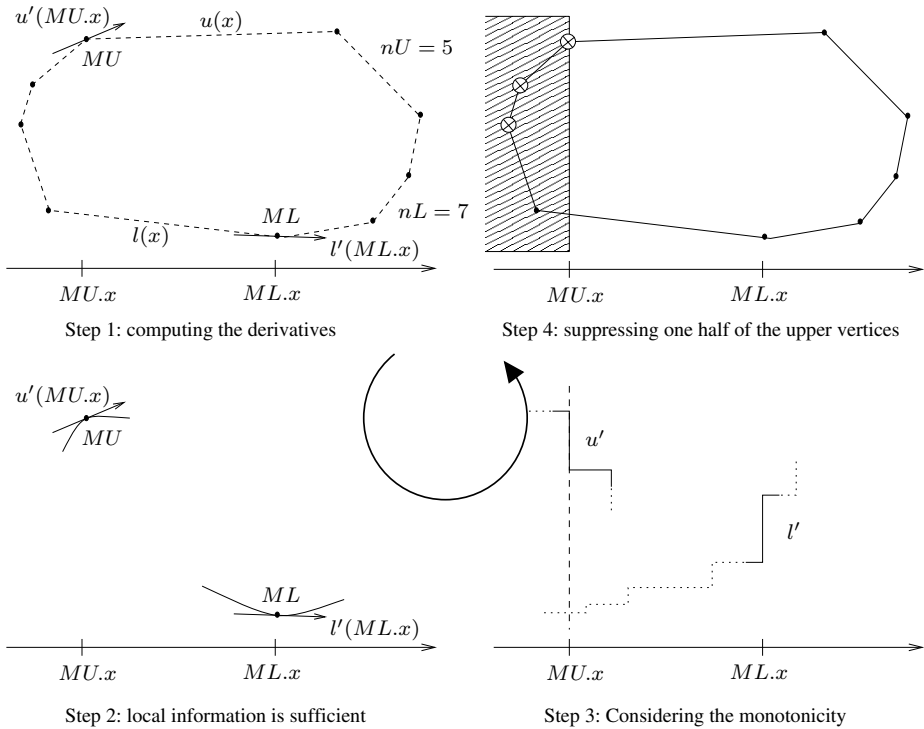 u′(MU.x)
u(x)
nU = 5
MU
nL = 7
ML
l(x)
l′(ML.x)
MU.x
ML.x
Step 1: computing the derivatives
MU.x
ML.x
Step 4: suppressing one half of the upper vertices
u′(MU.x)
MU
ML
l′(ML.x)
MU.x
ML.x
Step 2: local information is sufficient
u′
l′
MU.x
ML.x
Step 3: Considering the monotonicity